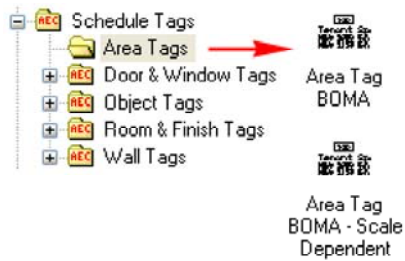 AEC Schedule Tags
Area Tags
AEC Door & Window Tags
AEC Object Tags
AEC Room & Finish Tags
AEC Wall Tags
Area Tag
BOMA
Area Tag
BOMA - Scale
Dependent